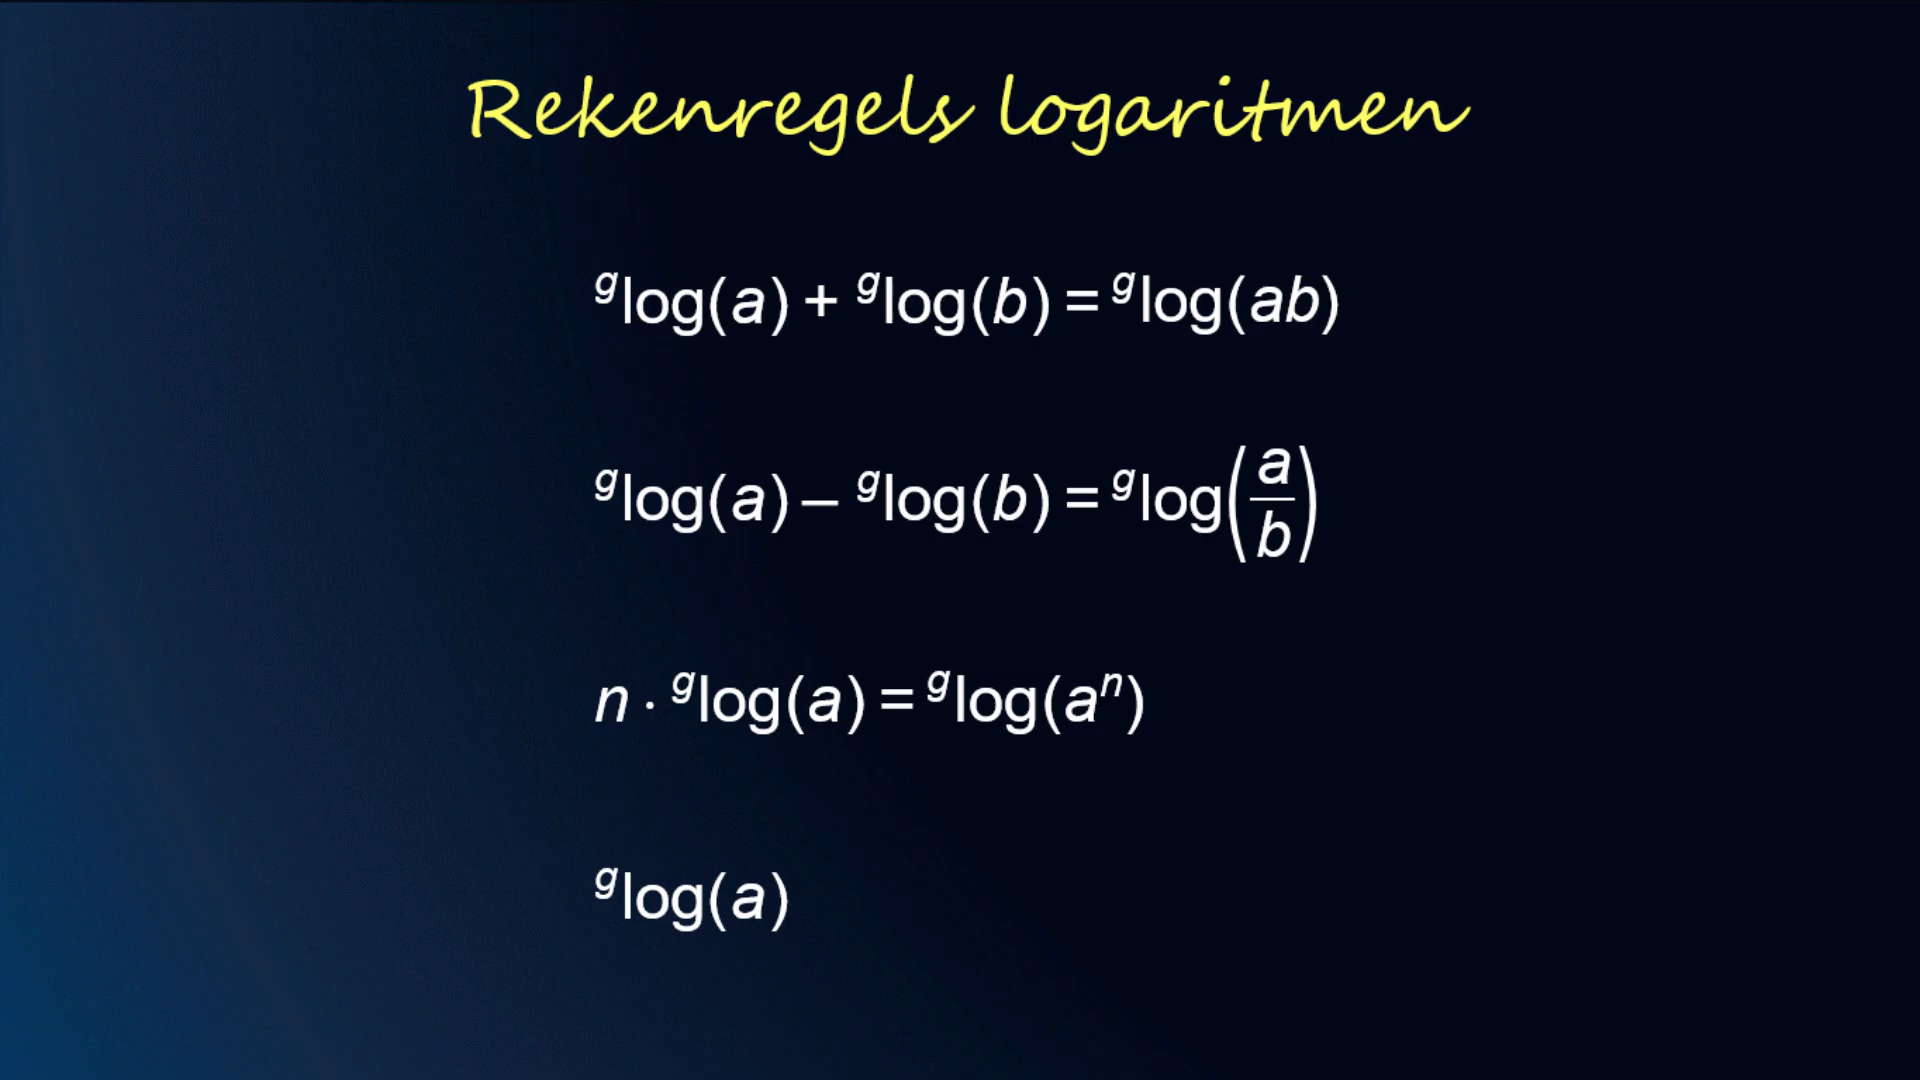 Rekenregels logaritmen
ᵍlog(a) + ᵍlog(b) = ᵍlog(ab)
ᵍlog(a) – ᵍlog(b) = ᵍlog(a/b)
n · ᵍlog(a) = ᵍlog(aⁿ)
ᵍlog(a)